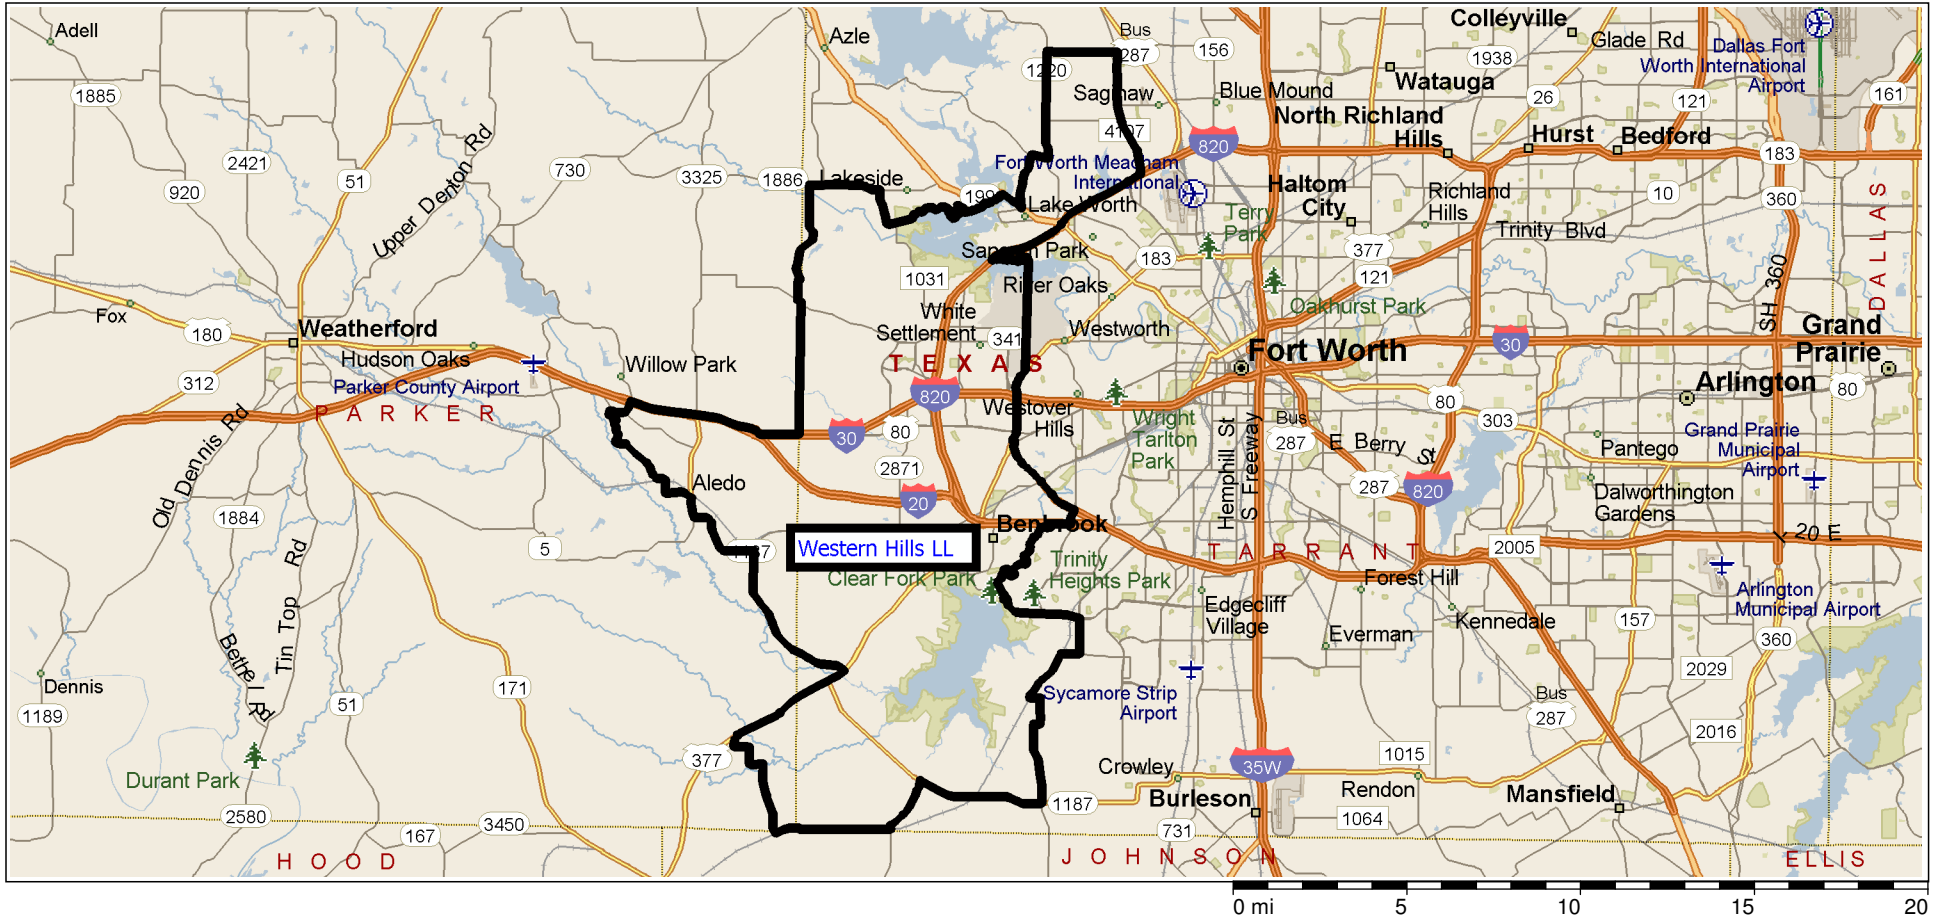 Adell
Azle
Bus
287
156
Colleyville
Glade Rd
1938
Dallas Fort
Worth International
Airport
1220
Saginaw
Blue Mound
Watauga
26
121
161
1885
North Richland
Hills
Hurst
Bedford
183
820
2421
920
51
Upper Denton Rd
730
3325
1886
Lakeside
199
Fort Worth Meacham
International
Lake Worth
Haltom
City
Richland
Hills
10
360
Terry
Park
377
Trinity Blvd
183
121
1031
River Oaks
Oakhurst Park
SH 360
DALLAS
Fox
180
Weatherford
Hudson Oaks
White
Settlement
341
Westworth
Fort Worth
30
Grand
Prairie
Parker County Airport
Willow Park
TEXAS
312
PARKER
820
Westover
Hills
Wright
Tarlton
Park
Arlington
80
80
303
Old Dennis Rd
30
80
Hemphill St
S Freeway
Bus
287
E Berry St
Pantego
Grand Prairie
Municipal
Airport
2871
Aledo
20
287
820
Dalworthington
Gardens
1884
5
Benbrook
Western Hills LL
Clear Fork Park
Trinity
Heights Park
TARRANT
2005
20 E
Forest Hill
Arlington
Municipal Airport
Tin Top Rd
Edgecliff
Village
Everman
Kennedale
157
360
2029
Dennis
1189
171
51
Sycamore Strip
Airport
Bus
287
2016
377
Durant Park
Crowley
35W
1015
Rendon
1187
Burleson
Mansfield
1064
2580
167
3450
731
HOOD
JOHNSON
ELLIS
0 mi
5
10
15
20